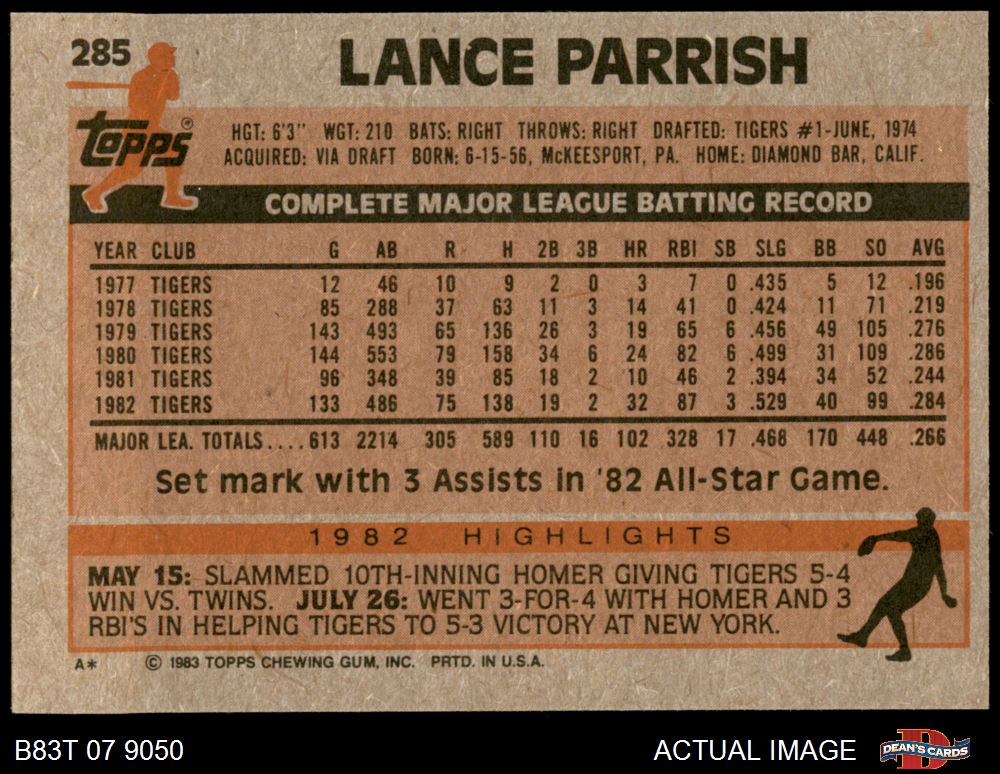 285
LANCE PARRISH
Topps®
HGT: 6'3" WGT: 210 BATS: RIGHT THROWS: RIGHT DRAFTED: TIGERS #1-JUNE, 1974
ACQUIRED: VIA DRAFT BORN: 6-15-56, McKEESPORT, PA. HOME: DIAMOND BAR, CALIF.
COMPLETE MAJOR LEAGUE BATTING RECORD
YEAR CLUB G AB R H 2B 3B HR RBI SB SLG BB SO AVG
1977 TIGERS 12 46 10 9 2 0 3 7 0 .435 5 12 .196
1978 TIGERS 85 288 37 63 11 3 14 41 0 .424 11 71 .219
1979 TIGERS 143 493 65 136 26 3 19 65 6 .456 49 105 .276
1980 TIGERS 144 553 79 158 34 6 24 82 6 .499 31 109 .286
1981 TIGERS 96 348 39 85 18 2 10 46 2 .394 34 52 .244
1982 TIGERS 133 486 75 138 19 2 32 87 3 .529 40 99 .284
MAJOR LEA. TOTALS....613 2214 305 589 110 16 102 328 17 .468 170 448 .266
Set mark with 3 Assists in '82 All-Star Game.
1982 HIGHLIGHTS
MAY 15: SLAMMED 10TH-INNING HOMER GIVING TIGERS 5-4
WIN VS. TWINS. JULY 26: WENT 3-FOR-4 WITH HOMER AND 3
RBI'S IN HELPING TIGERS TO 5-3 VICTORY AT NEW YORK.
A* © 1983 TOPPS CHEWING GUM, INC. PRTD. IN U.S.A.
B83T 07 9050 ACTUAL IMAGE DEAN'S CARDS